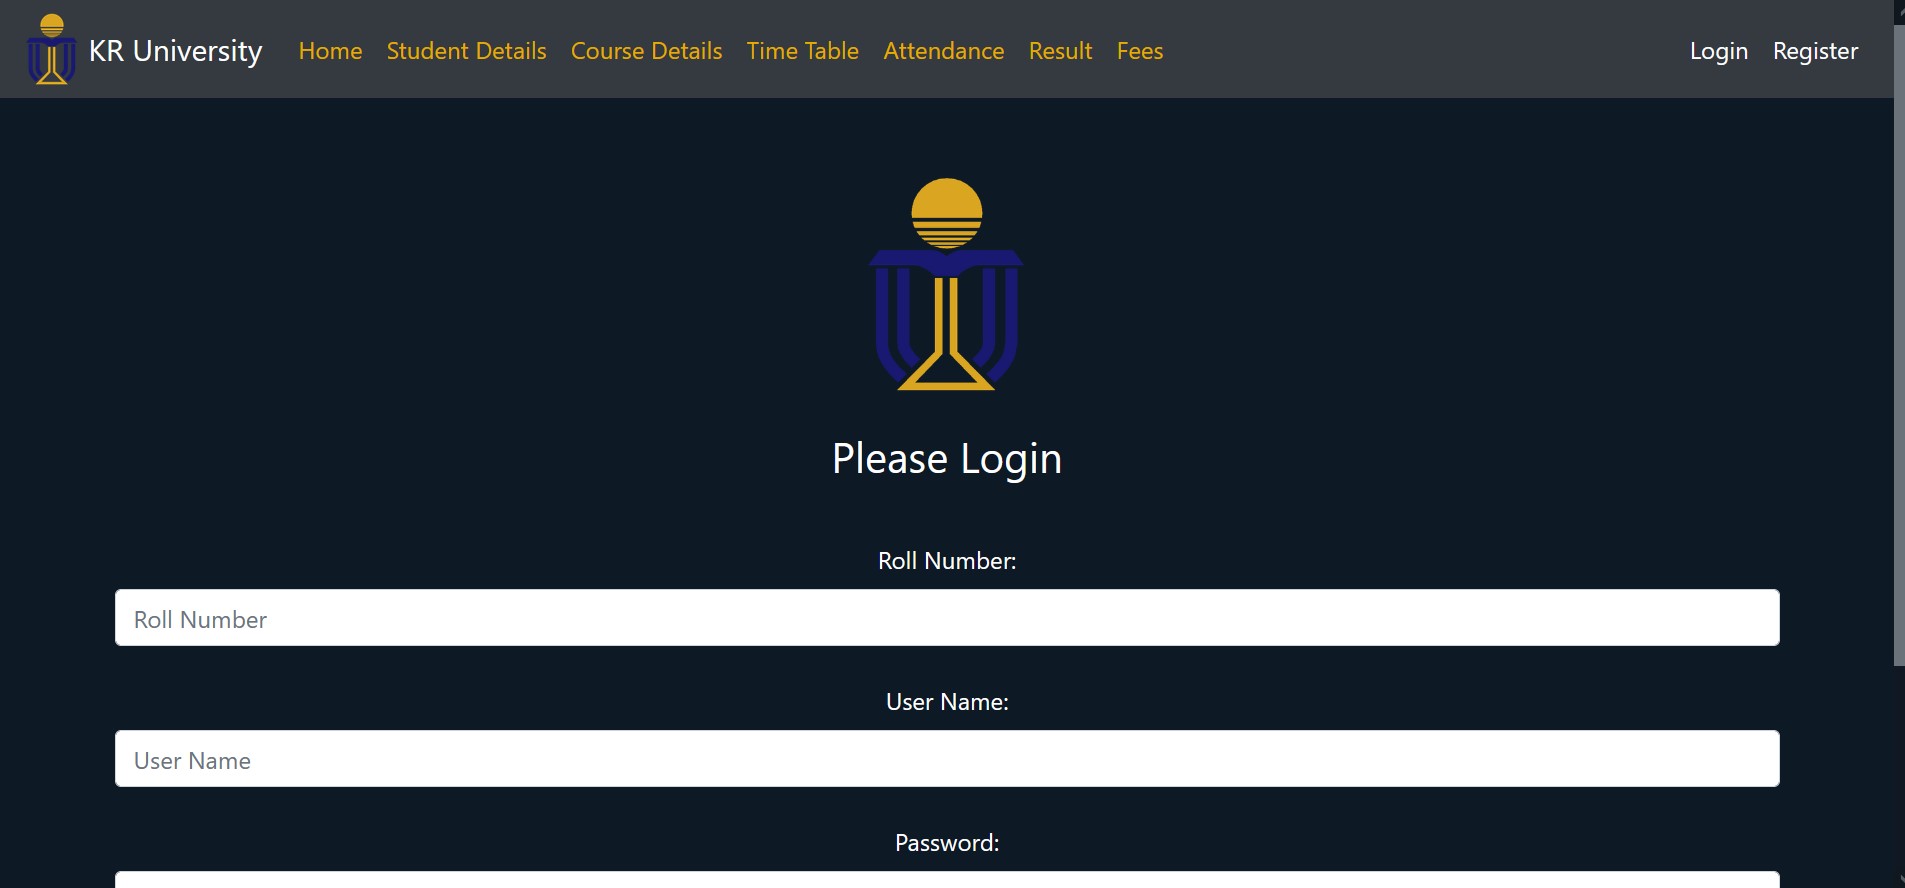 KR University Home Student Details Course Details Time Table Attendance Result Fees Login Register
Please Login
Roll Number:
Roll Number
User Name:
User Name
Password: